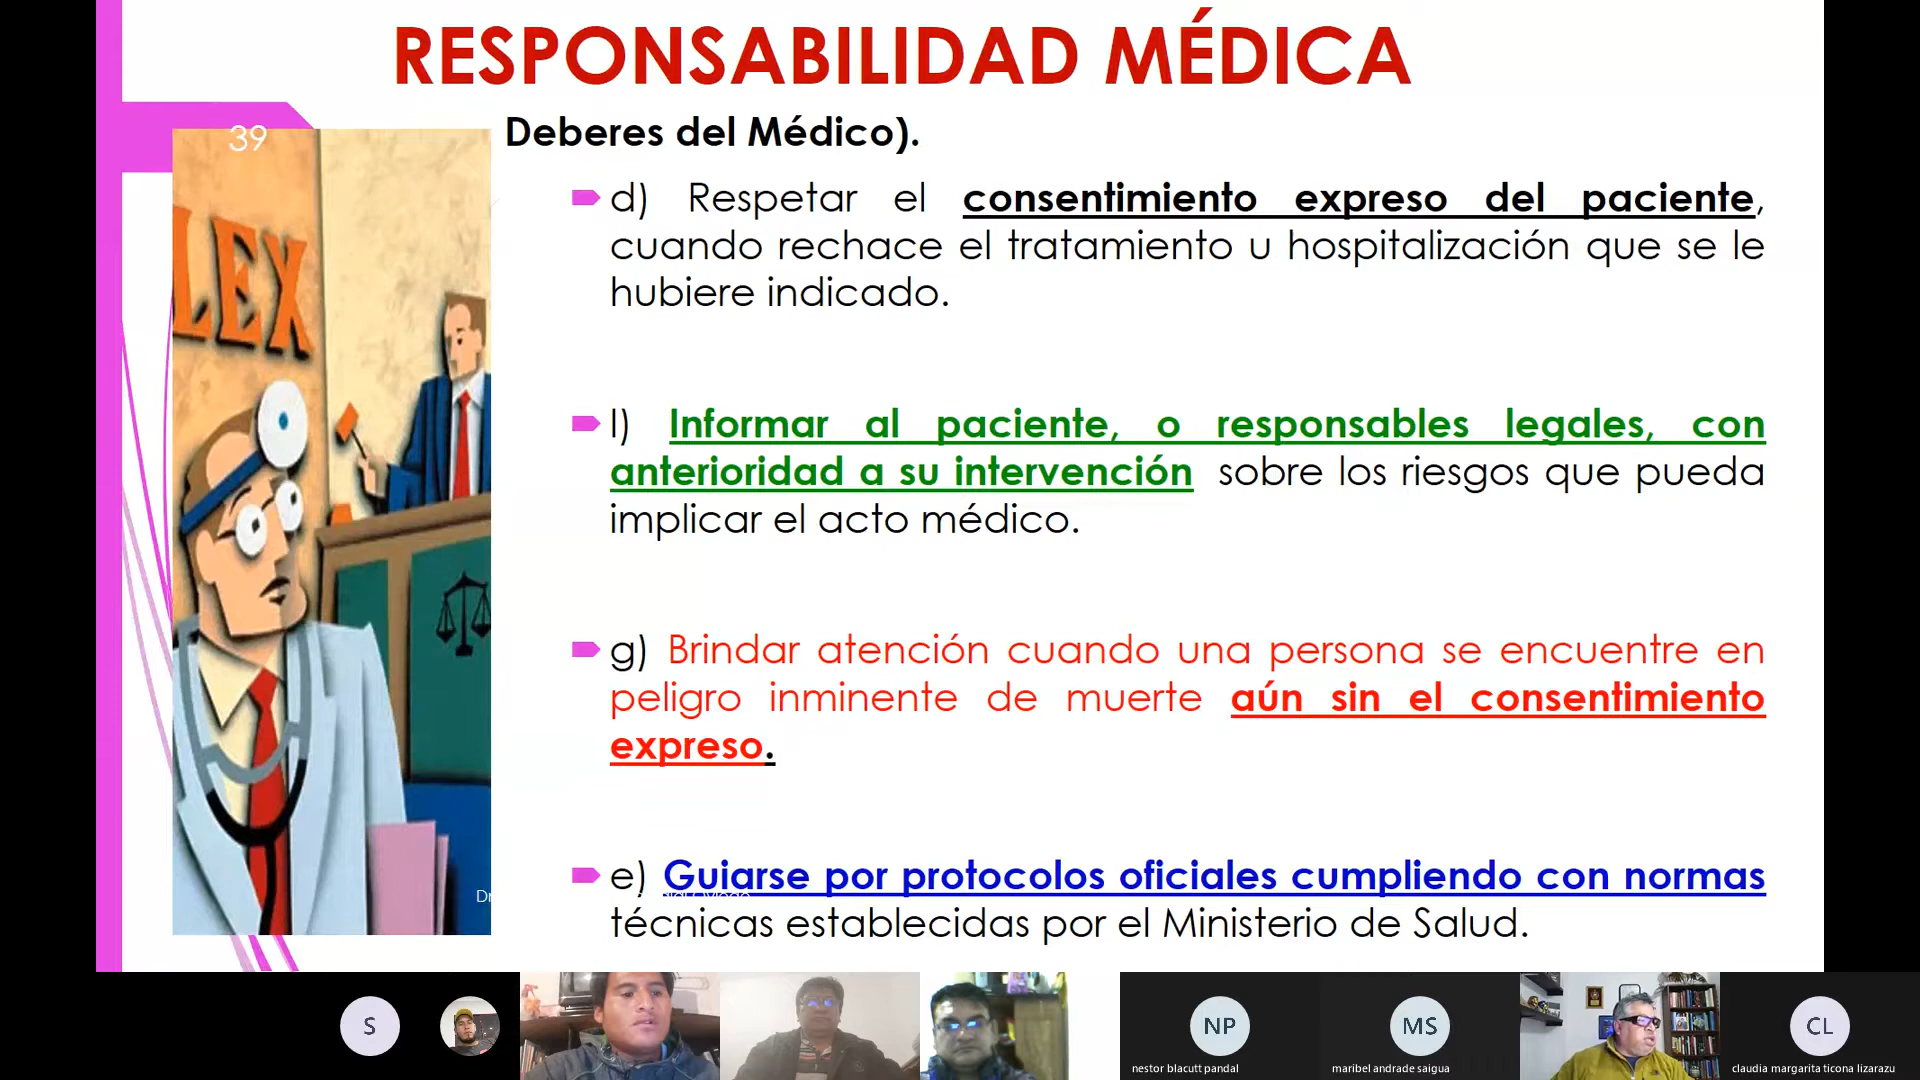 RESPONSABILIDAD MÉDICA
39
Deberes del Médico).
LEX
d) Respetar el consentimiento expreso del paciente,
cuando rechace el tratamiento u hospitalización que se le
hubiere indicado.
l) Informar al paciente, o responsables legales, con
anterioridad a su intervención sobre los riesgos que pueda
implicar el acto médico.
g) Brindar atención cuando una persona se encuentre en
peligro inminente de muerte aún sin el consentimiento
expreso.
e) Guiarse por protocolos oficiales cumpliendo con normas
técnicas establecidas por el Ministerio de Salud.
S
NP
MS
CL
nestor blacutt pandal
maribel andrade saigua
claudia margarita ticona lizarazu